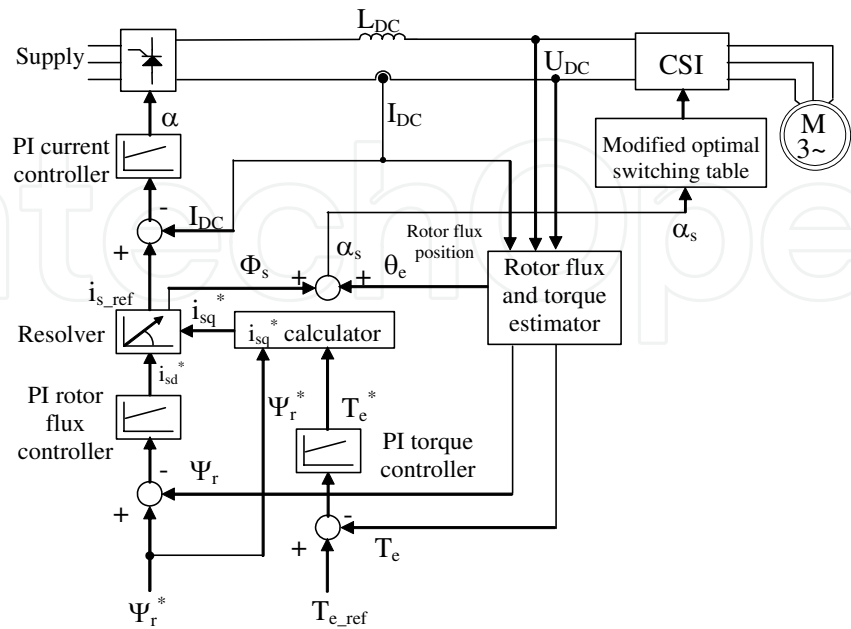 L_DC
Supply
U_DC
CSI
α
I_DC
M
3~
PI current
controller
Modified optimal
switching table
-
I_DC
+
α_s
Rotor flux
position
α_s
Φ_s
+
+
θ_e
Rotor flux
and torque
estimator
i_s_ref
i_sq*
Resolver
i_sq* calculator
i_sd*
PI rotor
flux
controller
Ψ_r*
T_e*
PI torque
controller
-
Ψ_r
+
-
+
T_e
Ψ_r*
T_e_ref